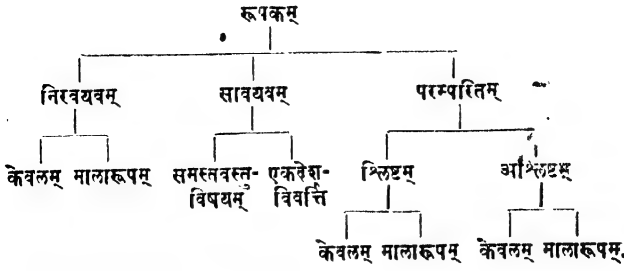 रूपकम्
निरवयवम् सावयवम् परम्परितम्
केवलम् मालारूपम् समस्तवस्तु- एकदेश- श्लिष्टम् अश्लिष्टम्
विषयम् विवर्त्ति
केवलम् मालारूपम् केवलम् मालारूपम्.